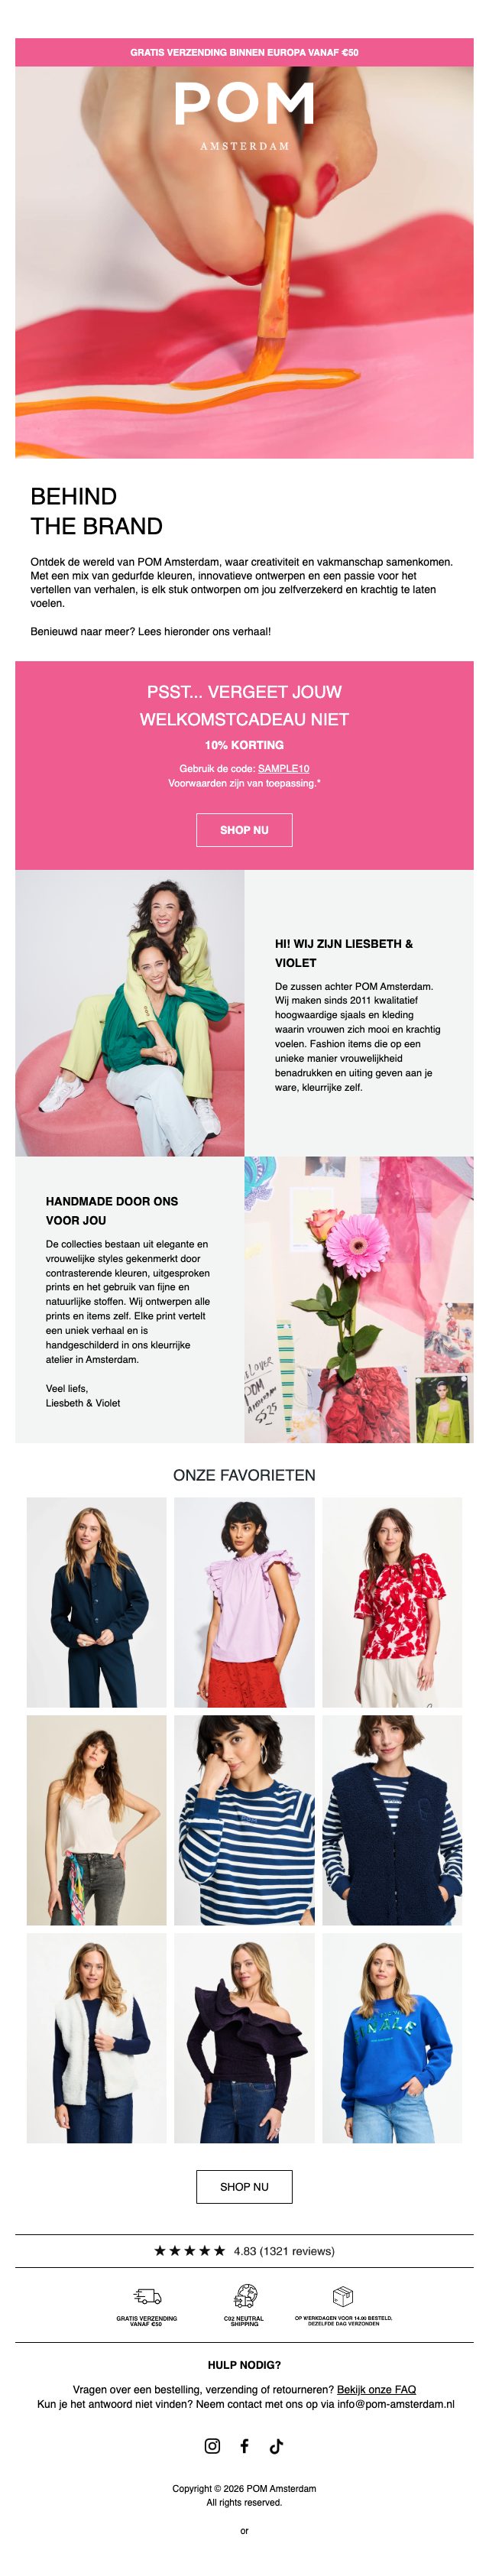 GRATIS VERZENDING BINNEN EUROPA VANAF €50
POM
AMSTERDAM
BEHIND
THE BRAND
Ontdek de wereld van POM Amsterdam, waar creativiteit en vakmanschap samenkomen.
Met een mix van gedurfde kleuren, innovatieve ontwerpen en een passie voor het
vertellen van verhalen, is elk stuk ontworpen om jou zelfverzekerd en krachtig te laten
voelen.
Benieuwd naar meer? Lees hieronder ons verhaal!
PSST... VERGEET JOUW
WELKOMSTCADEAU NIET
10% KORTING
Gebruik de code: SAMPLE10
Voorwaarden zijn van toepassing.*
SHOP NU
HI! WIJ ZIJN LIESBETH &
VIOLET
De zussen achter POM Amsterdam.
Wij maken sinds 2011 kwalitatief
hoogwaardige sjaals en kleding
waarin vrouwen zich mooi en krachtig
voelen. Fashion items die op een
unieke manier vrouwelijkheid
benadrukken en uiting geven aan je
ware, kleurrijke zelf.
HANDMADE DOOR ONS
VOOR JOU
De collecties bestaan uit elegante en
vrouwelijke styles gekenmerkt door
contrasterende kleuren, uitgesproken
prints en het gebruik van fijne en
natuurlijke stoffen. Wij ontwerpen alle
prints en items zelf. Elke print vertelt
een uniek verhaal en is
handgeschilderd in ons kleurrijke
atelier in Amsterdam.
Veel liefs,
Liesbeth & Violet
LOVER
POM
AMSTERDAM
SS25
ONZE FAVORIETEN
SHOP NU
★★★★★ 4.83 (1321 reviews)
GRATIS VERZENDING
VANAF €50
C02 NEUTRAL
SHIPPING
OP WERKDAGEN VOOR 14.00 BESTELD,
DEZELFDE DAG VERZONDEN
HULP NODIG?
Vragen over een bestelling, verzending of retourneren? Bekijk onze FAQ
Kun je het antwoord niet vinden? Neem contact met ons op via info@pom-amsterdam.nl
Copyright © 2026 POM Amsterdam
All rights reserved.
or